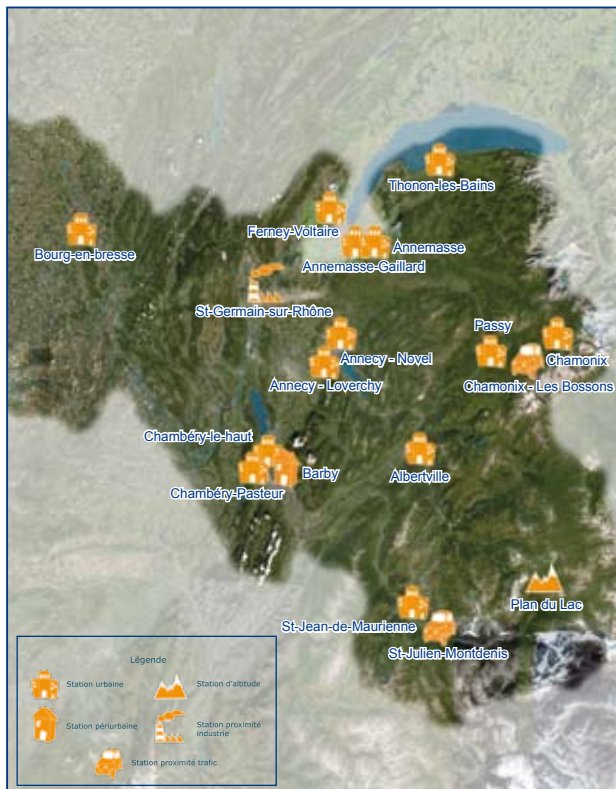 Thonon-les-Bains
Ferney-Voltaire
Bourg-en-bresse
Annemasse
Annemasse-Gaillard
St-Germain-sur-Rhône
Passy
Annecy - Novel
Chamonix
Annecy - Loverchy
Chamonix - Les Bossons
Chambéry-le-haut
Barby
Albertville
Chambéry-Pasteur
Plan du Lac
St-Jean-de-Maurienne
St-Julien-Montdenis
Légende
Station urbaine
Station d'altitude
Station périurbaine
Station proximité
industrie
Station proximité trafic